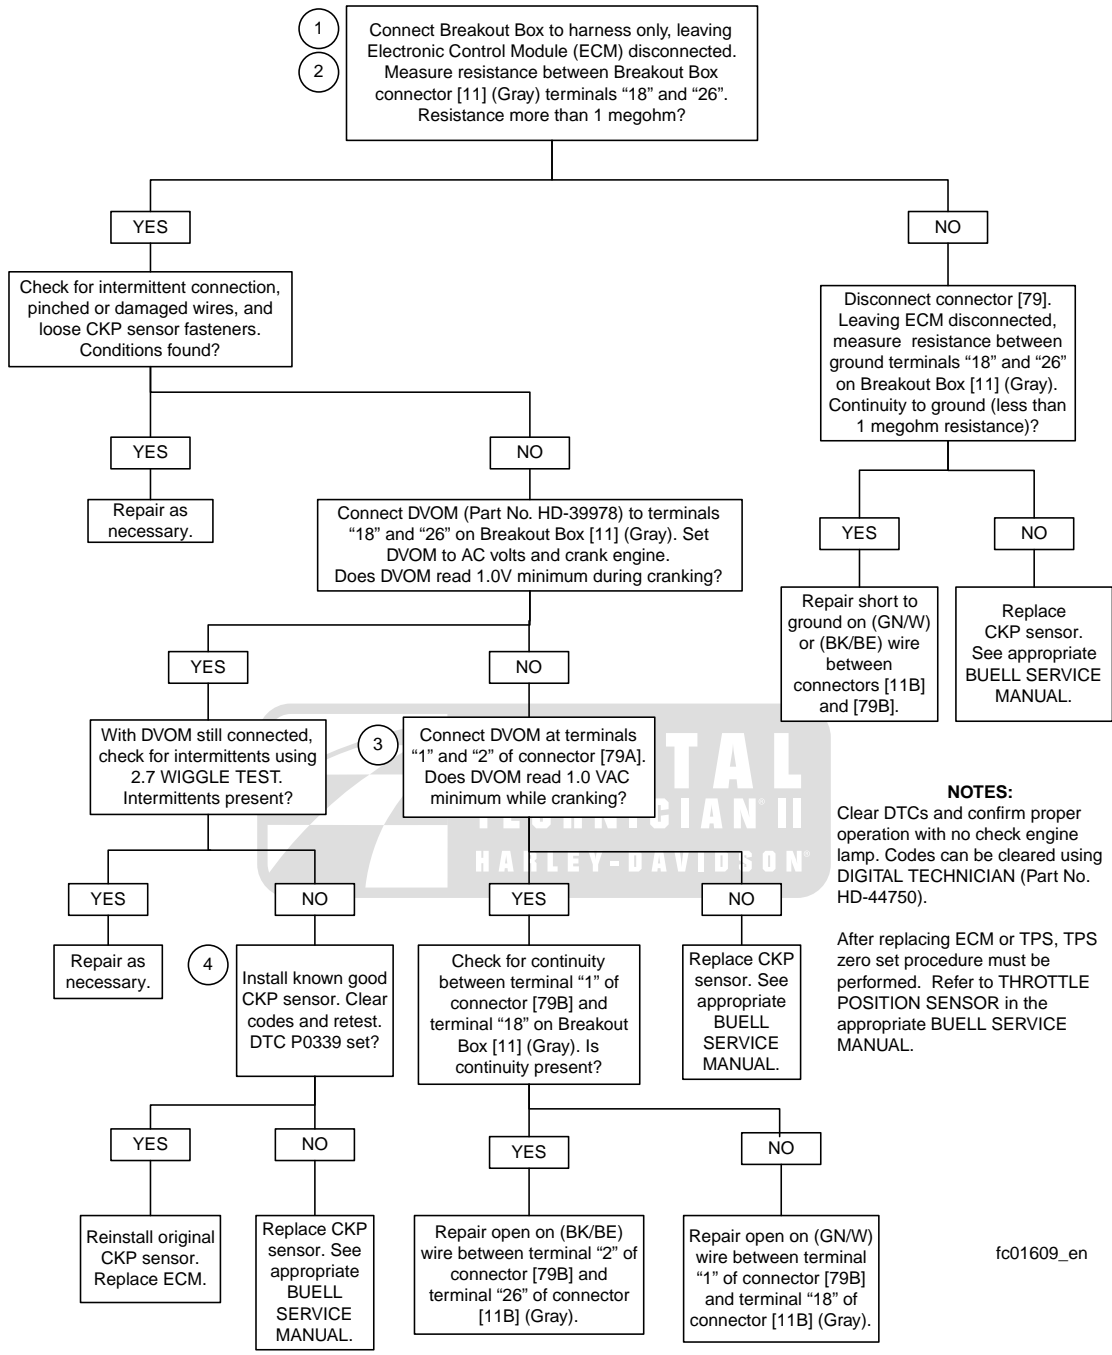 1
2
Connect Breakout Box to harness only, leaving
Electronic Control Module (ECM) disconnected.
Measure resistance between Breakout Box
connector [11] (Gray) terminals “18” and “26”.
Resistance more than 1 megohm?
YES
NO
Check for intermittent connection,
pinched or damaged wires, and
loose CKP sensor fasteners.
Conditions found?
Disconnect connector [79].
Leaving ECM disconnected,
measure resistance between
ground terminals “18” and “26”
on Breakout Box [11] (Gray).
Continuity to ground (less than
1 megohm resistance)?
YES
NO
Repair as
necessary.
Connect DVOM (Part No. HD-39978) to terminals
“18” and “26” on Breakout Box [11] (Gray). Set
DVOM to AC volts and crank engine.
Does DVOM read 1.0V minimum during cranking?
YES
NO
Repair short to
ground on (GN/W)
or (BK/BE) wire
between
connectors [11B]
and [79B].
Replace
CKP sensor.
See appropriate
BUELL SERVICE
MANUAL.
YES
NO
With DVOM still connected,
check for intermittents using
2.7 WIGGLE TEST.
Intermittents present?
3
Connect DVOM at terminals
“1” and “2” of connector [79A].
Does DVOM read 1.0 VAC
minimum while cranking?
TAL
TECHNICIAN® II
HARLEY-DAVIDSON®
NOTES:
Clear DTCs and confirm proper
operation with no check engine
lamp. Codes can be cleared using
DIGITAL TECHNICIAN (Part No.
HD-44750).
After replacing ECM or TPS, TPS
zero set procedure must be
performed. Refer to THROTTLE
POSITION SENSOR in the
appropriate BUELL SERVICE
MANUAL.
YES
NO
YES
NO
Repair as
necessary.
4
Install known good
CKP sensor. Clear
codes and retest.
DTC P0339 set?
Check for continuity
between terminal “1” of
connector [79B] and
terminal “18” on Breakout
Box [11] (Gray). Is
continuity present?
Replace CKP
sensor. See
appropriate
BUELL
SERVICE
MANUAL.
YES
NO
YES
NO
Reinstall original
CKP sensor.
Replace ECM.
Replace CKP
sensor. See
appropriate
BUELL
SERVICE
MANUAL.
Repair open on (BK/BE)
wire between terminal “2” of
connector [79B] and
terminal “26” of connector
[11B] (Gray).
Repair open on (GN/W)
wire between terminal
“1” of connector [79B]
and terminal “18” of
connector [11B] (Gray).
fc01609_en